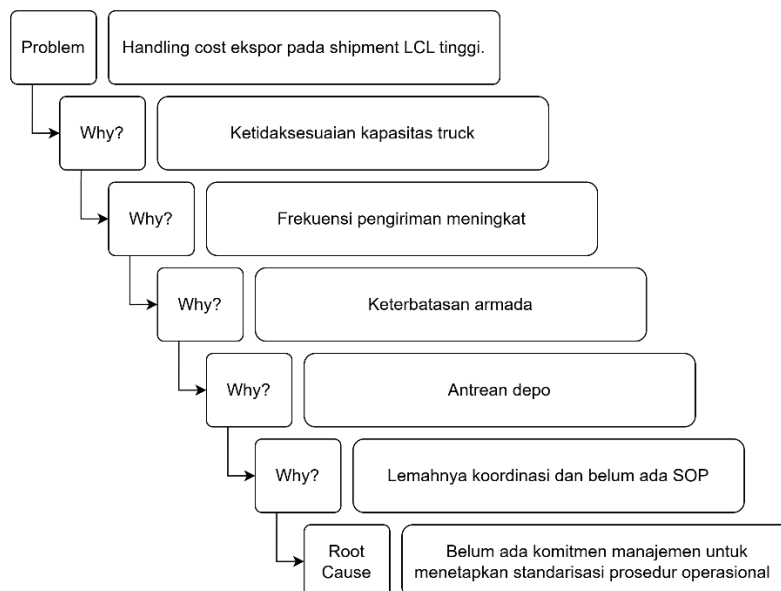 Problem
Handling cost ekspor pada shipment LCL tinggi.
Why?
Ketidaksesuaian kapasitas truck
Why?
Frekuensi pengiriman meningkat
Why?
Keterbatasan armada
Why?
Antrean depo
Why?
Lemahnya koordinasi dan belum ada SOP
Root
Cause
Belum ada komitmen manajemen untuk
menetapkan standarisasi prosedur operasional